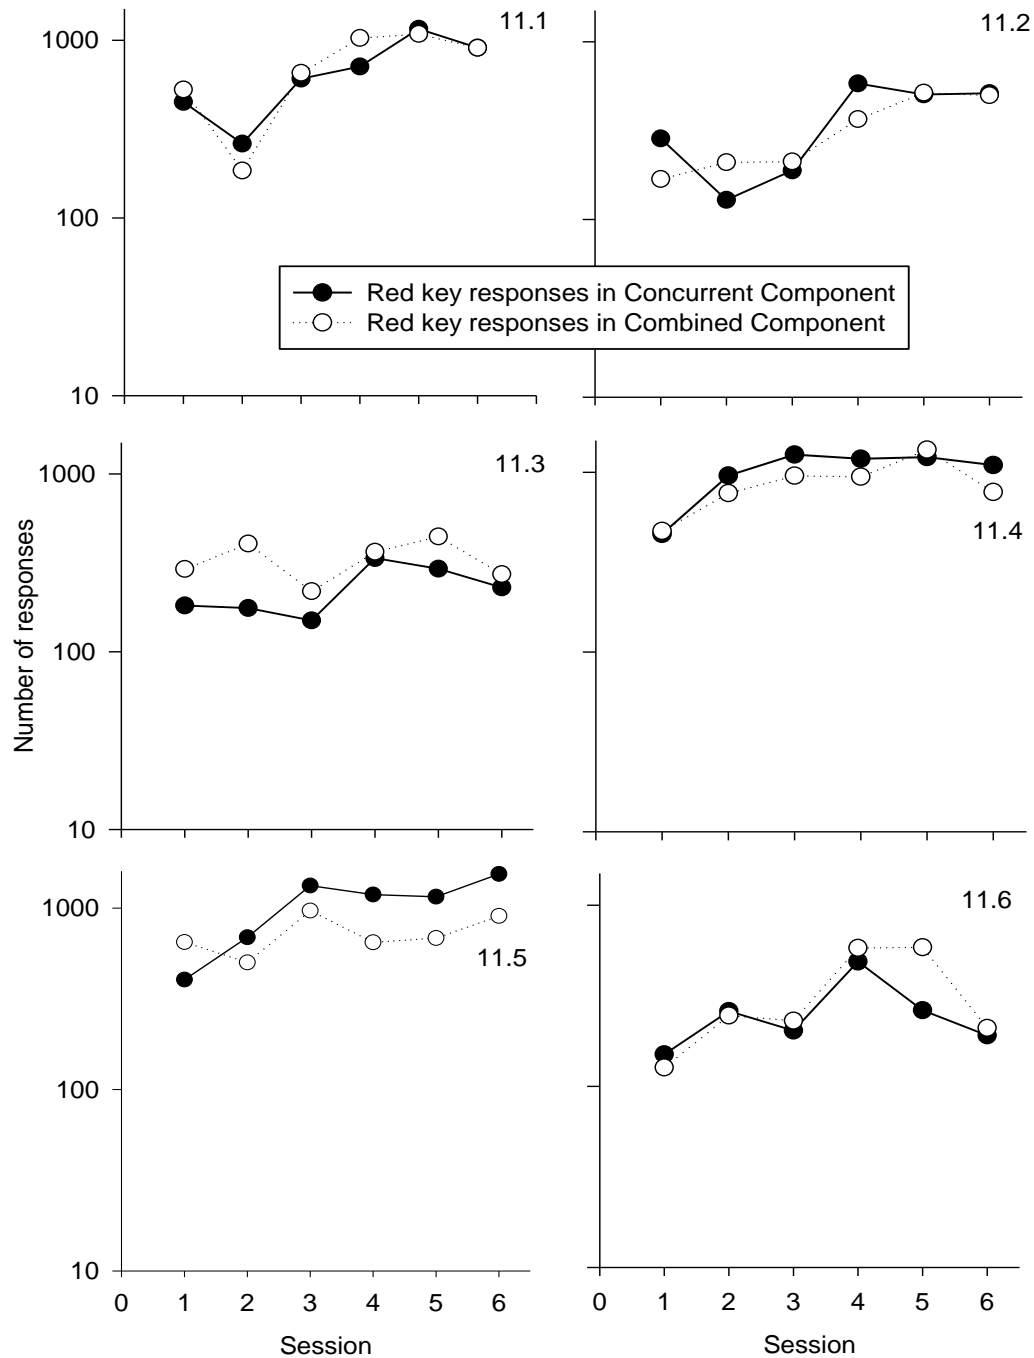 11.1
11.2
1000
100
10
Red key responses in Concurrent Component
Red key responses in Combined Component
11.3
11.4
1000
100
10
Number of responses
11.5
11.6
1000
100
10
0 1 2 3 4 5 6
0 1 2 3 4 5 6
Session
Session